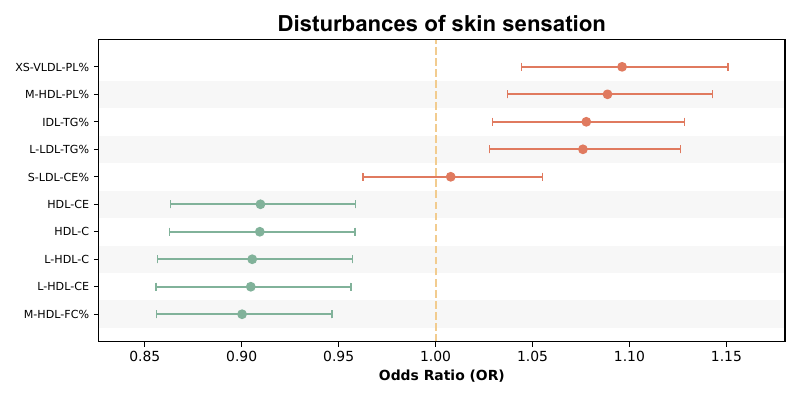 Disturbances of skin sensation
XS-VLDL-PL%
M-HDL-PL%
IDL-TG%
L-LDL-TG%
S-LDL-CE%
HDL-CE
HDL-C
L-HDL-C
L-HDL-CE
M-HDL-FC%
0.85 0.90 0.95 1.00 1.05 1.10 1.15
Odds Ratio (OR)